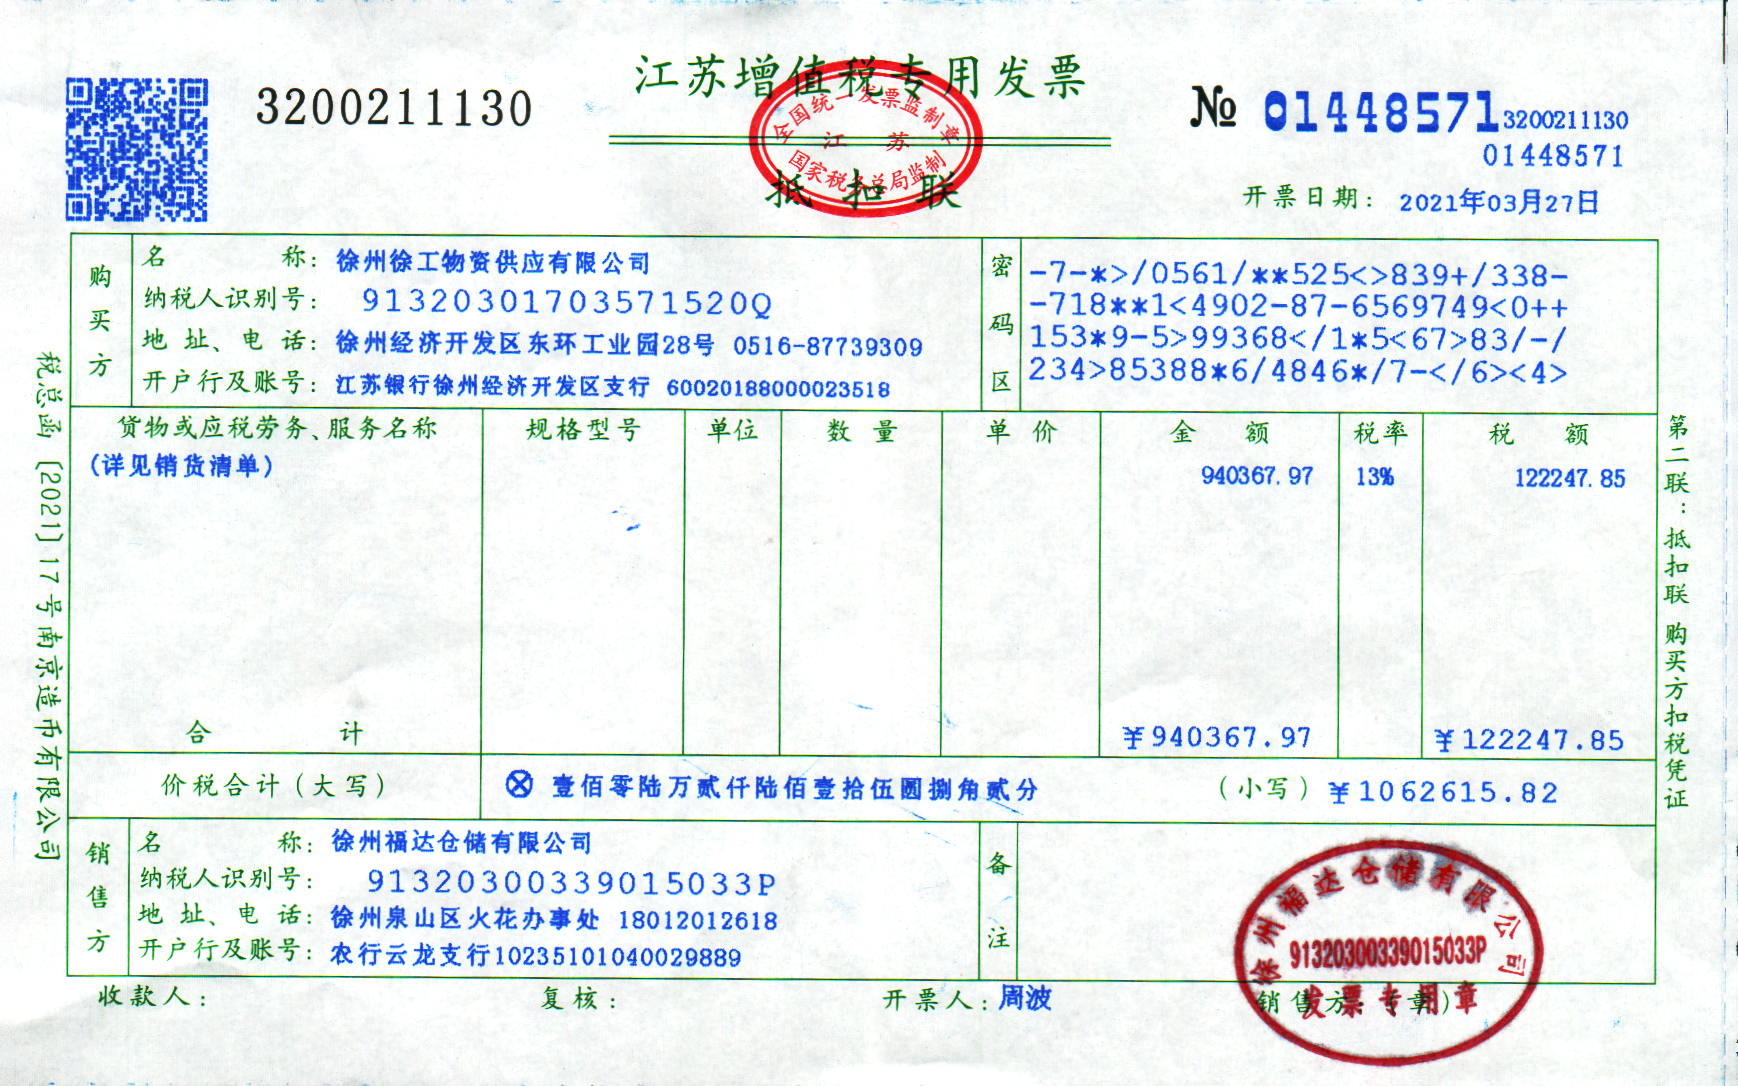 江苏增值税专用发票
3200211130
№ 01448571
3200211130
01448571
全国统一发票监制章
江 苏
国家税务总局监制
抵扣联
开票日期： 2021年03月27日
购买方
名称： 徐州徐工物资供应有限公司
纳税人识别号： 91320301703571520Q
地址、电话： 徐州经济开发区东环工业园28号 0516-87739309
开户行及账号： 江苏银行徐州经济开发区支行 60020188000023518
密码区
-7-*>/0561/**525<>839+/338-
-718**1<4902-87-6569749<0++
153*9-5>99368</1*5<67>83/-/
234>85388*6/4846*/7-</6><4>
货物或应税劳务、服务名称 规格型号 单位 数量 单价 金额 税率 税额
(详见销货清单) 940367.97 13% 122247.85
合计 ¥940367.97 ¥122247.85
价税合计（大写） ⊗ 壹佰零陆万贰仟陆佰壹拾伍圆捌角贰分 （小写）¥1062615.82
销售方
名称： 徐州福达仓储有限公司
纳税人识别号： 91320300339015033P
地址、电话： 徐州泉山区火花办事处 18012012618
开户行及账号： 农行云龙支行10235101040029889
备注
徐州福达仓储有限公司
91320300339015033P
发票专用章
收款人： 复核： 开票人：周波 销售方：（章）
税总函〔2021〕17号南京造币有限公司
第二联：抵扣联 购买方扣税凭证